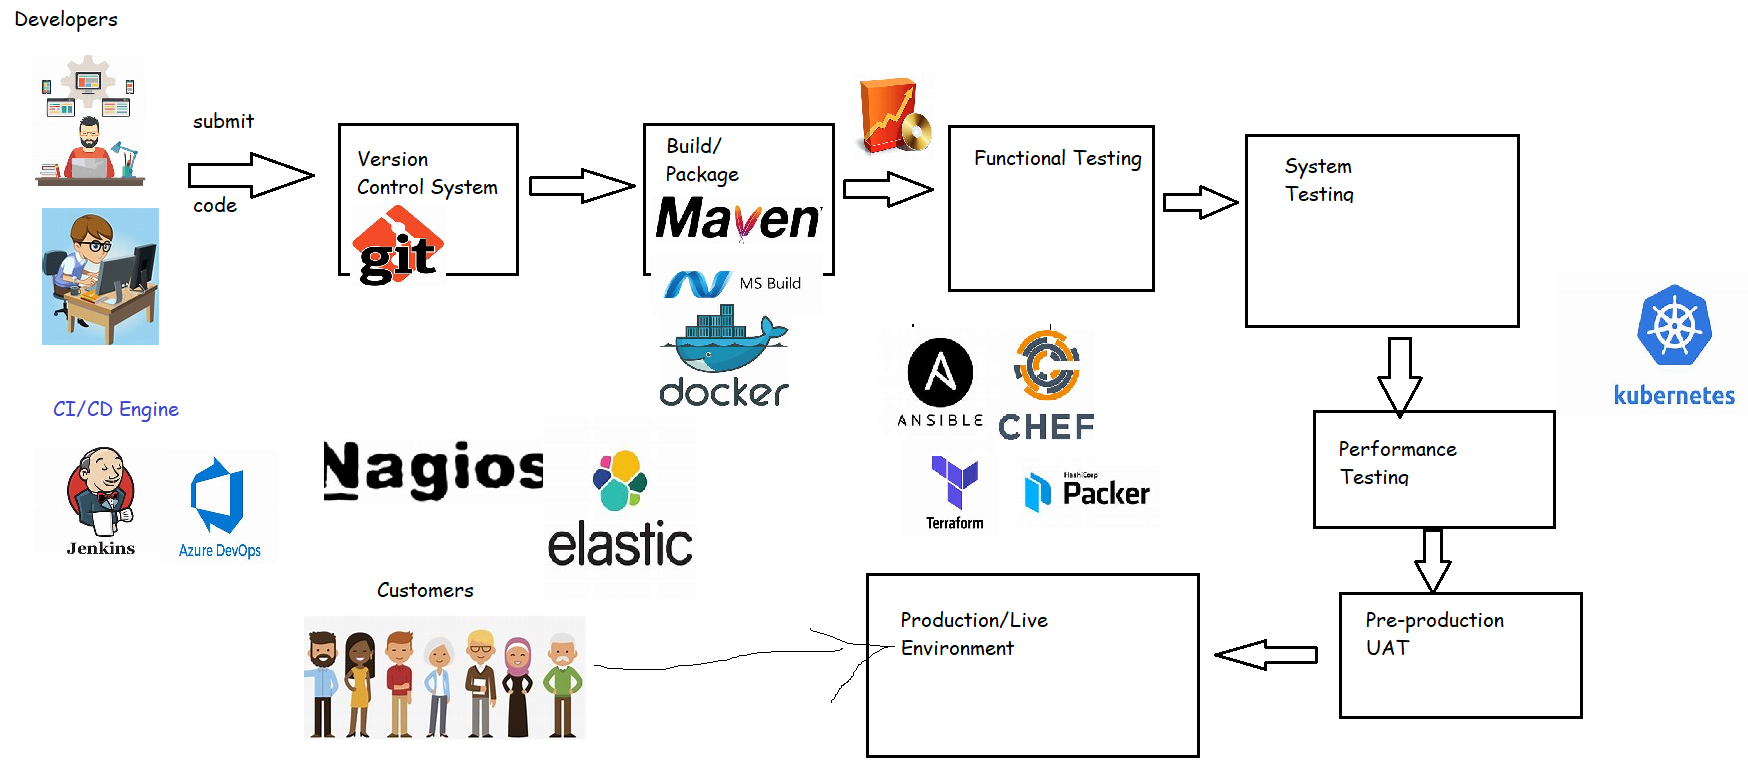 Developers
submit
code
Version
Control System
git
Build/
Package
Maven
MS Build
docker
Functional Testing
System
Testing
kubernetes
ANSIBLE
CHEF
Terraform
HashiCorp
Packer
Performance
Testing
CI/CD Engine
Jenkins
Azure DevOps
Nagios
elastic
Customers
Production/Live
Environment
Pre-production
UAT